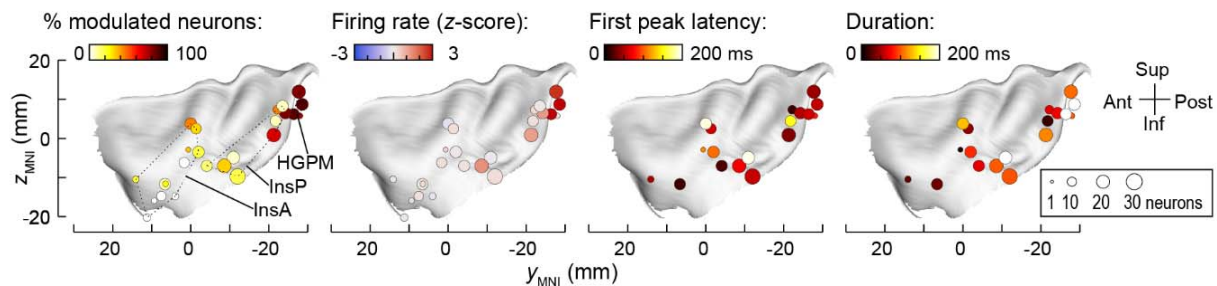 % modulated neurons:
0 100
Firing rate (z-score):
-3 3
First peak latency:
0 200 ms
Duration:
0 200 ms
20
0
-20
zMNI (mm)
HGPM
InsP
InsA
20 0 -20
20 0 -20
20 0 -20
20 0 -20
yMNI (mm)
Sup
Ant Post
Inf
1 10 20 30 neurons